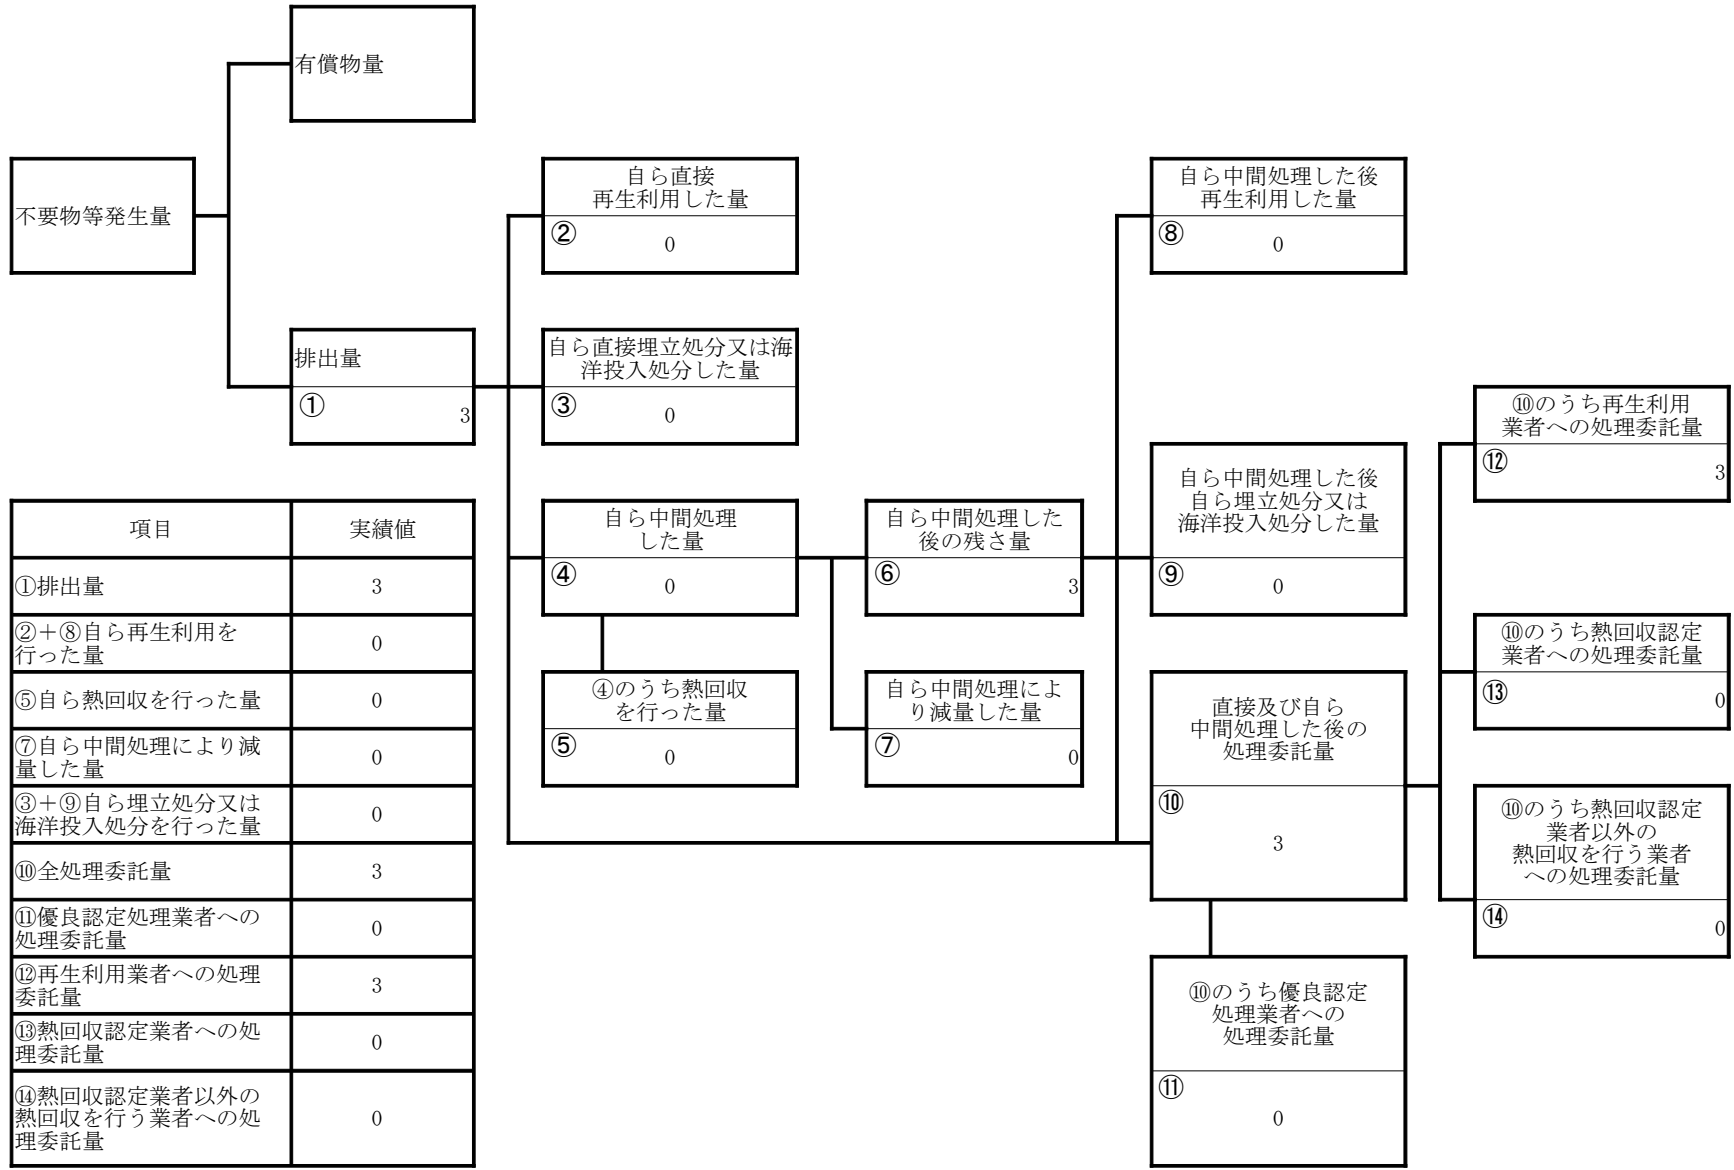 有償物量
不要物等発生量
自ら直接
再生利用した量
②
0
自ら中間処理した後
再生利用した量
⑧
0
排出量
①
3
自ら直接埋立処分又は海
洋投入処分した量
③
0
⑩のうち再生利用
業者への処理委託量
⑫
3
自ら中間処理した後
自ら埋立処分又は
海洋投入処分した量
⑨
0
自ら中間処理
した量
④
0
自ら中間処理した
後の残さ量
⑥
3
⑩のうち熱回収認定
業者への処理委託量
⑬
0
④のうち熱回収
を行った量
⑤
0
自ら中間処理によ
り減量した量
⑦
0
直接及び自ら
中間処理した後の
処理委託量
⑩
3
⑩のうち熱回収認定
業者以外の
熱回収を行う業者
への処理委託量
⑭
0
⑩のうち優良認定
処理業者への
処理委託量
⑪
0
項目
実績値
①排出量
3
②＋⑧自ら再生利用を
行った量
0
⑤自ら熱回収を行った量
0
⑦自ら中間処理により減
量した量
0
③＋⑨自ら埋立処分又は
海洋投入処分を行った量
0
⑩全処理委託量
3
⑪優良認定処理業者への
処理委託量
0
⑫再生利用業者への処理
委託量
3
⑬熱回収認定業者への処
理委託量
0
⑭熱回収認定業者以外の
熱回収を行う業者への処
理委託量
0